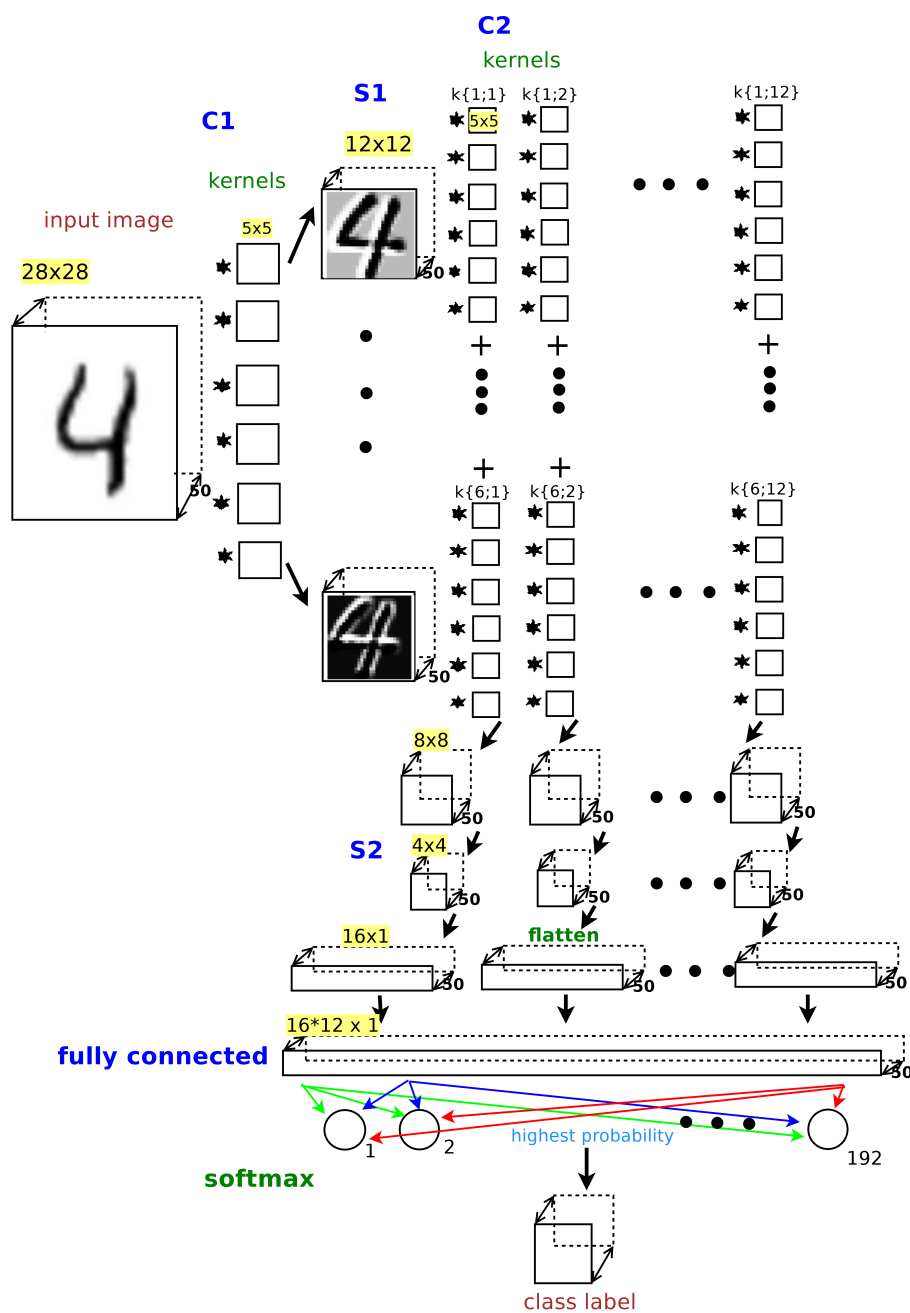 C2
kernels
S1
k{1;1} k{1;2} k{1;12}
C1
5x5
12x12
kernels
input image
5x5
28x28
50
50
k{6;1} k{6;2} k{6;12}
50
8x8
50 50 50
S2
4x4
50 50 50
16x1
flatten
50 50 50
16*12 x 1
fully connected
50
highest probability
1 2 192
softmax
class label